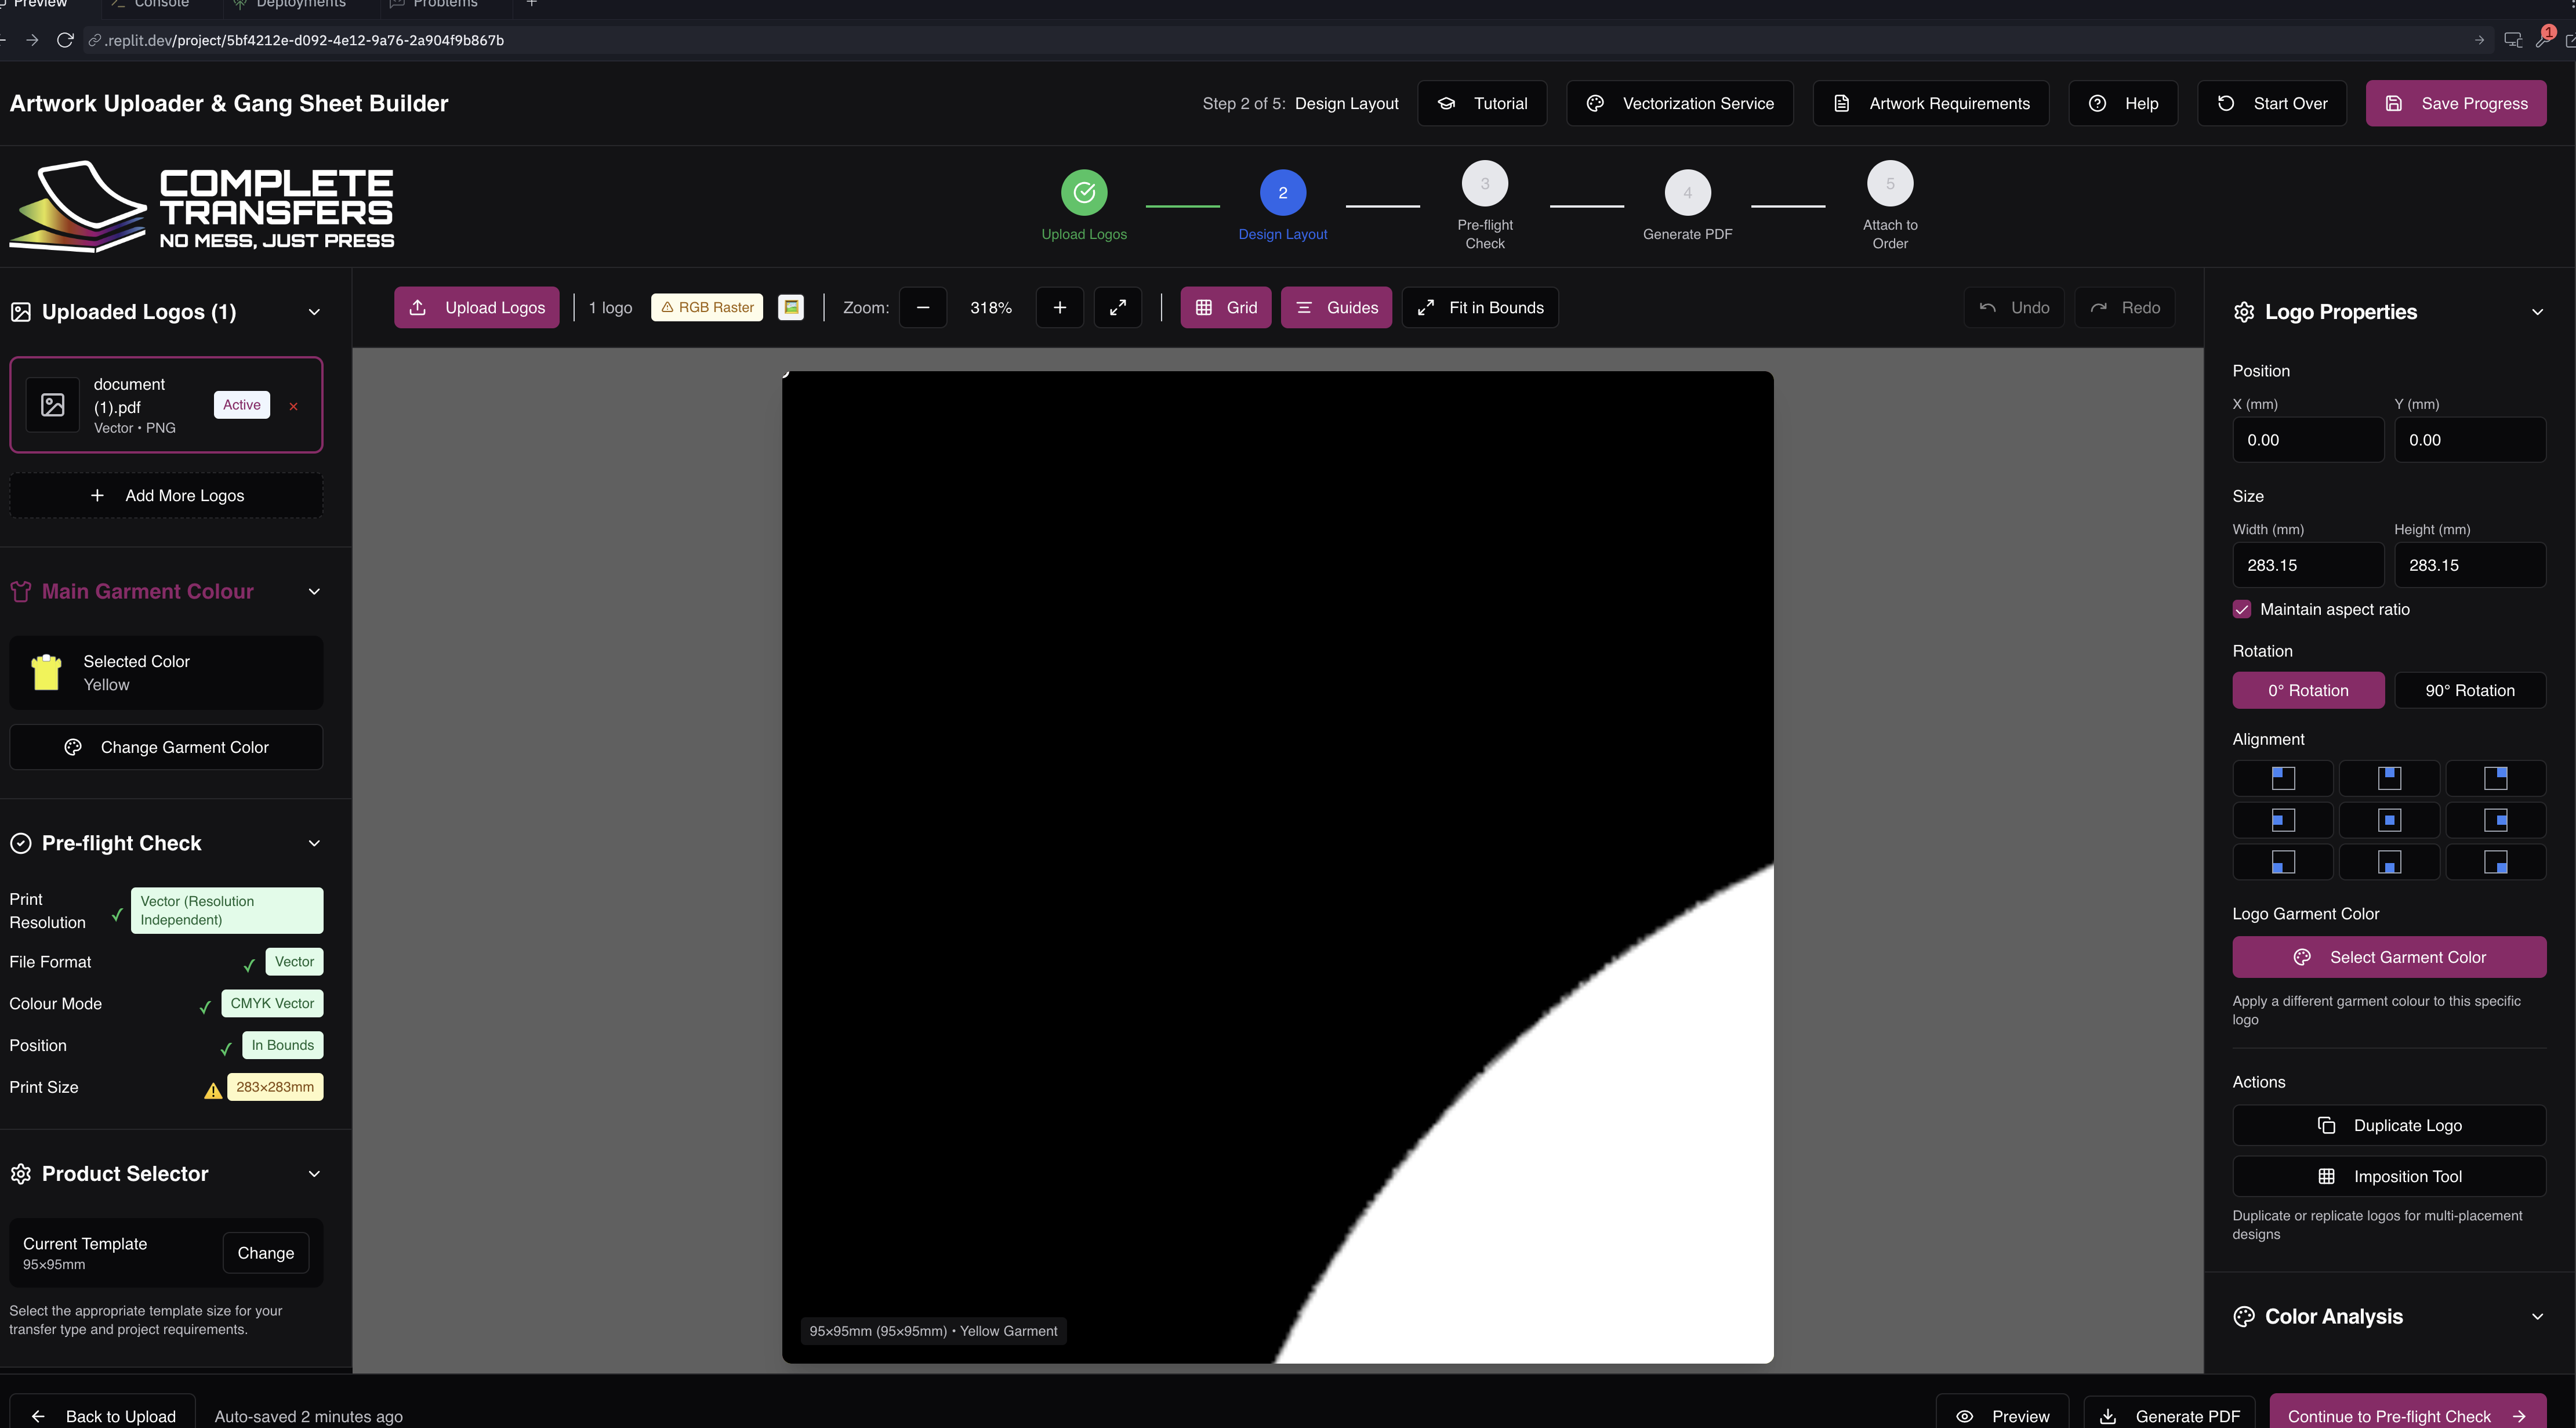 Preview
Console
Deployments
Problems
.replit.dev/project/5bf4212e-d092-4e12-9a76-2a904f9b867b
1
Artwork Uploader & Gang Sheet Builder
Step 2 of 5: Design Layout
Tutorial
Vectorization Service
Artwork Requirements
Help
Start Over
Save Progress
COMPLETE
TRANSFERS
NO MESS, JUST PRESS
Upload Logos
2
Design Layout
3
Pre-flight
Check
4
Generate PDF
5
Attach to
Order
Uploaded Logos (1)
document
(1).pdf
Vector • PNG
Active
×
Add More Logos
Main Garment Colour
Selected Color
Yellow
Change Garment Color
Pre-flight Check
Print
Resolution
Vector (Resolution
Independent)
File Format
Vector
Colour Mode
CMYK Vector
Position
In Bounds
Print Size
283×283mm
Product Selector
Current Template
95×95mm
Change
Select the appropriate template size for your
transfer type and project requirements.
Upload Logos
1 logo
RGB Raster
Zoom:
318%
Grid
Guides
Fit in Bounds
Undo
Redo
95×95mm (95×95mm) • Yellow Garment
Logo Properties
Position
X (mm)
Y (mm)
0.00
0.00
Size
Width (mm)
Height (mm)
283.15
283.15
Maintain aspect ratio
Rotation
0° Rotation
90° Rotation
Alignment
Logo Garment Color
Select Garment Color
Apply a different garment colour to this specific
logo
Actions
Duplicate Logo
Imposition Tool
Duplicate or replicate logos for multi-placement
designs
Color Analysis
Back to Upload
Auto-saved 2 minutes ago
Preview
Generate PDF
Continue to Pre-flight Check